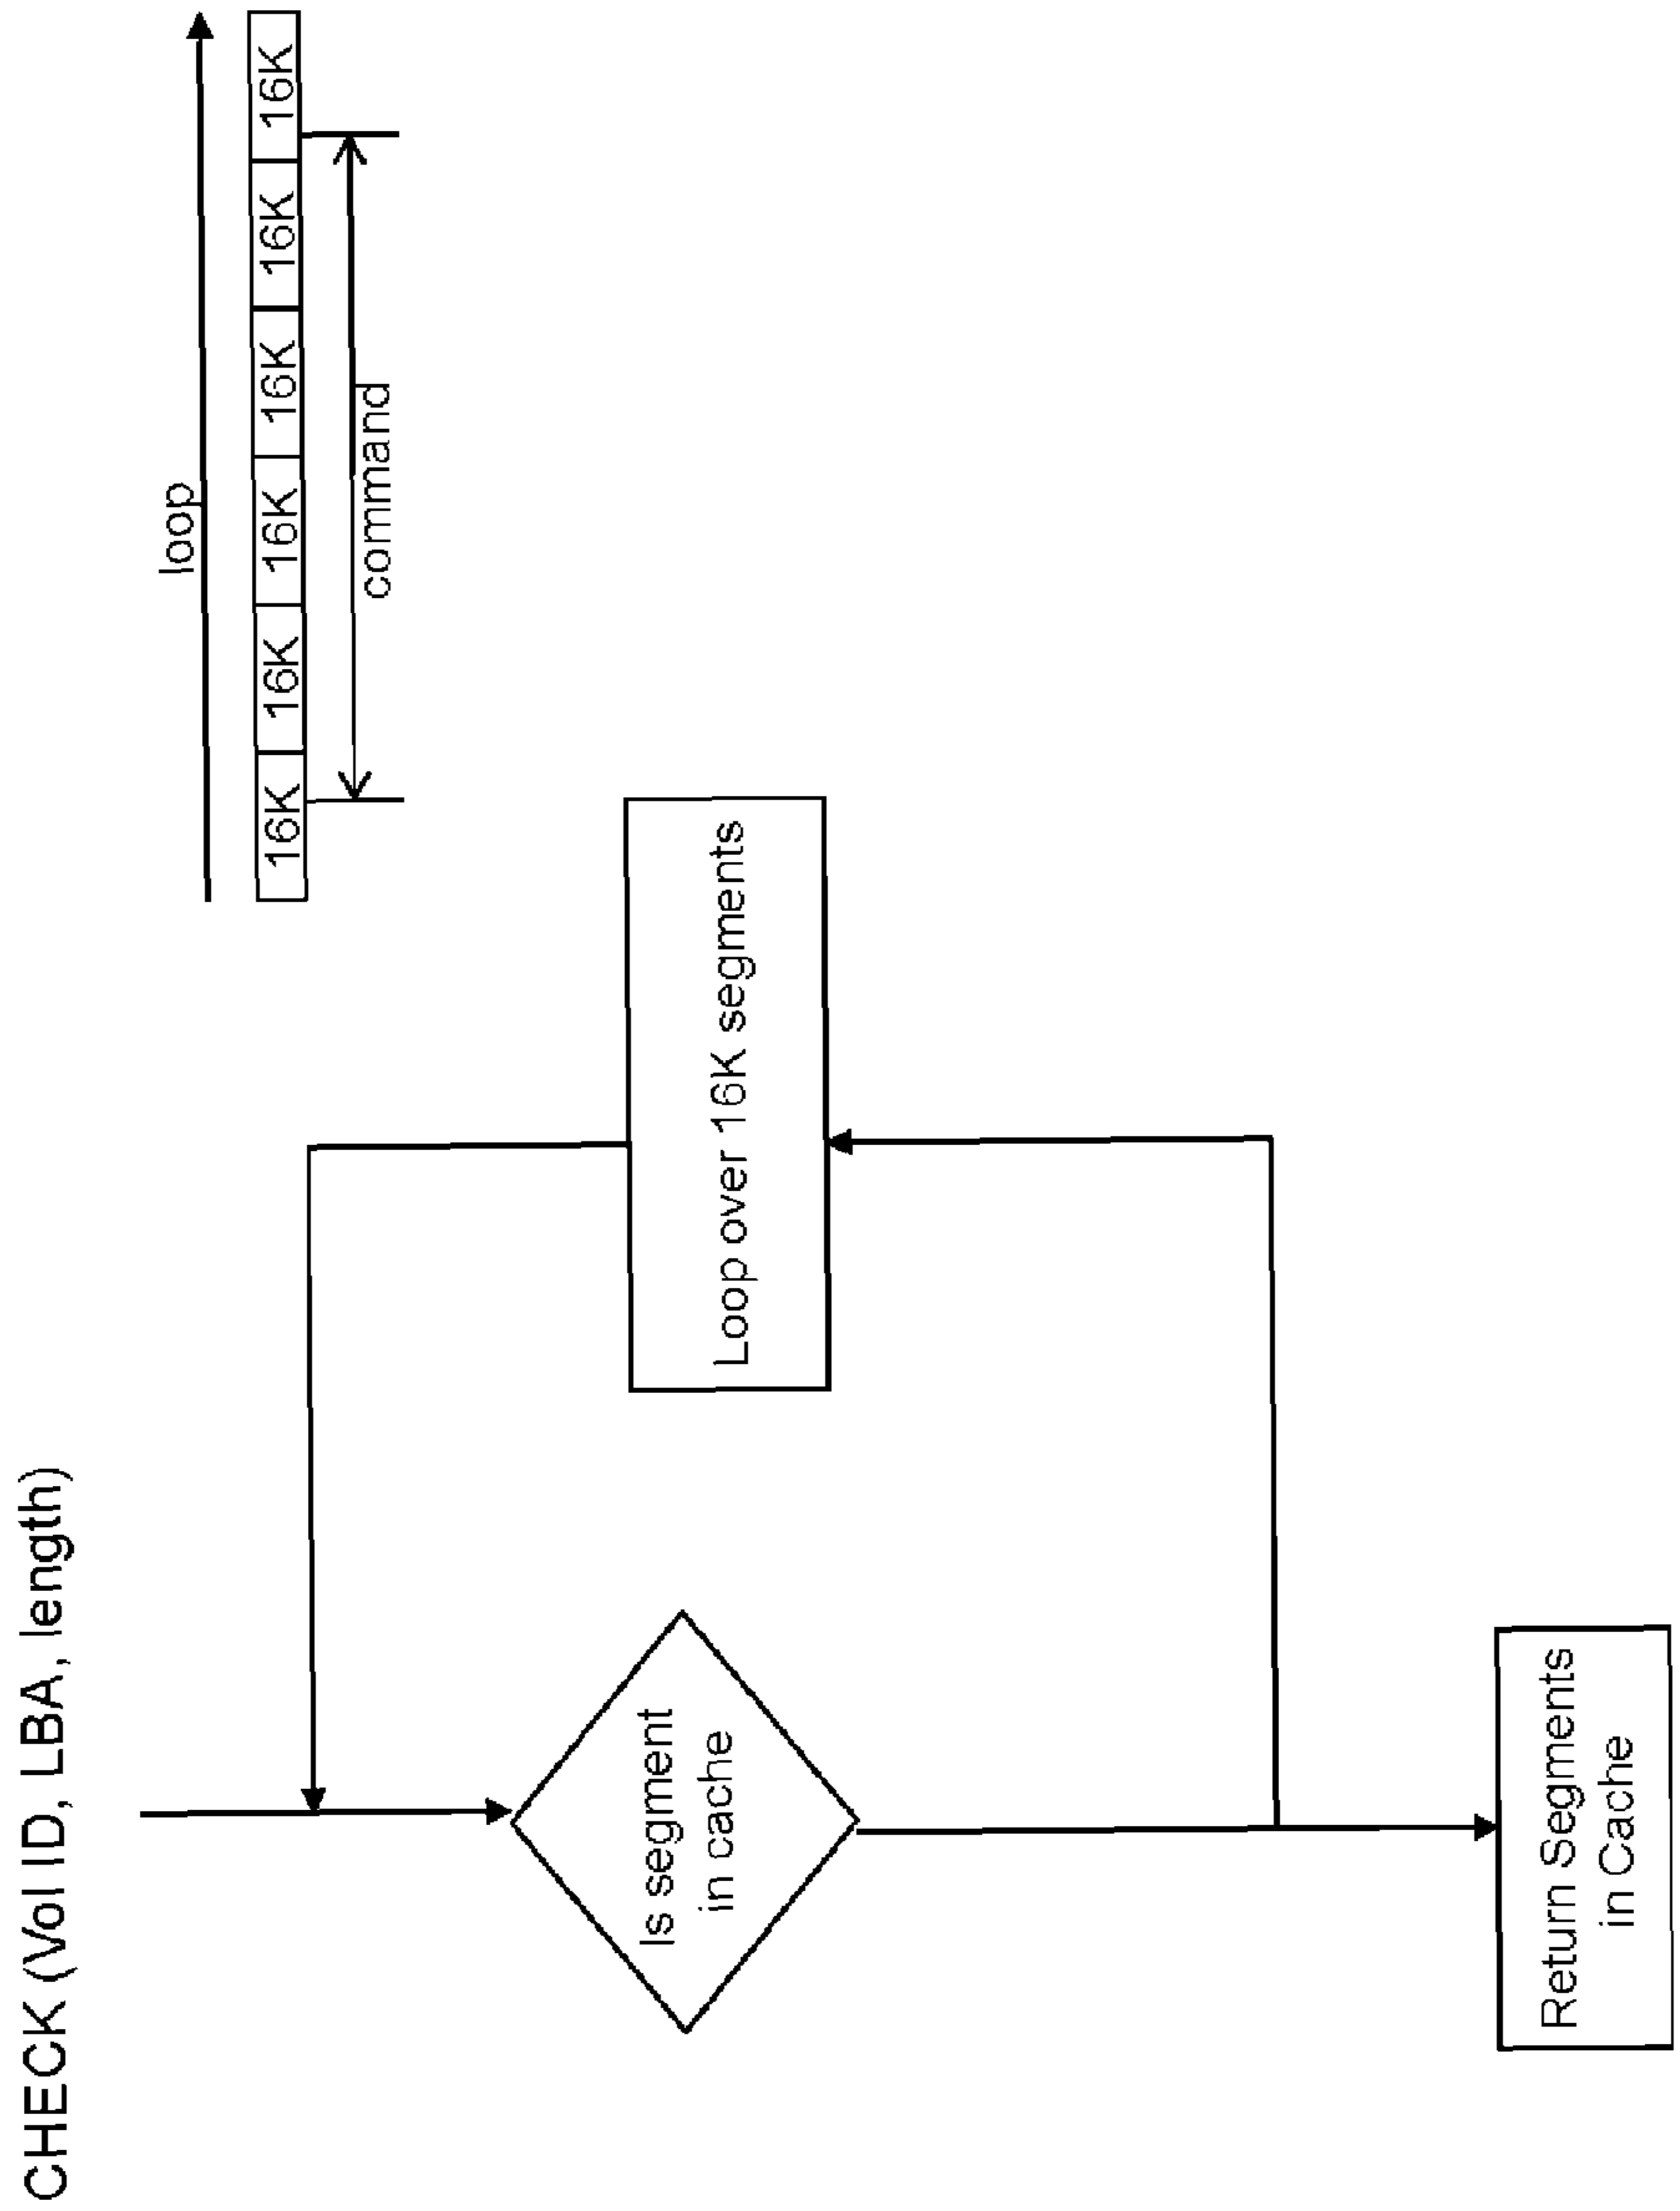 CHECK (Vol ID, LBA, length)
loop
16K 16K 16K 16K 16K 16K
command
Loop over 16K segments
Is segment
in cache
Return Segments
in Cache